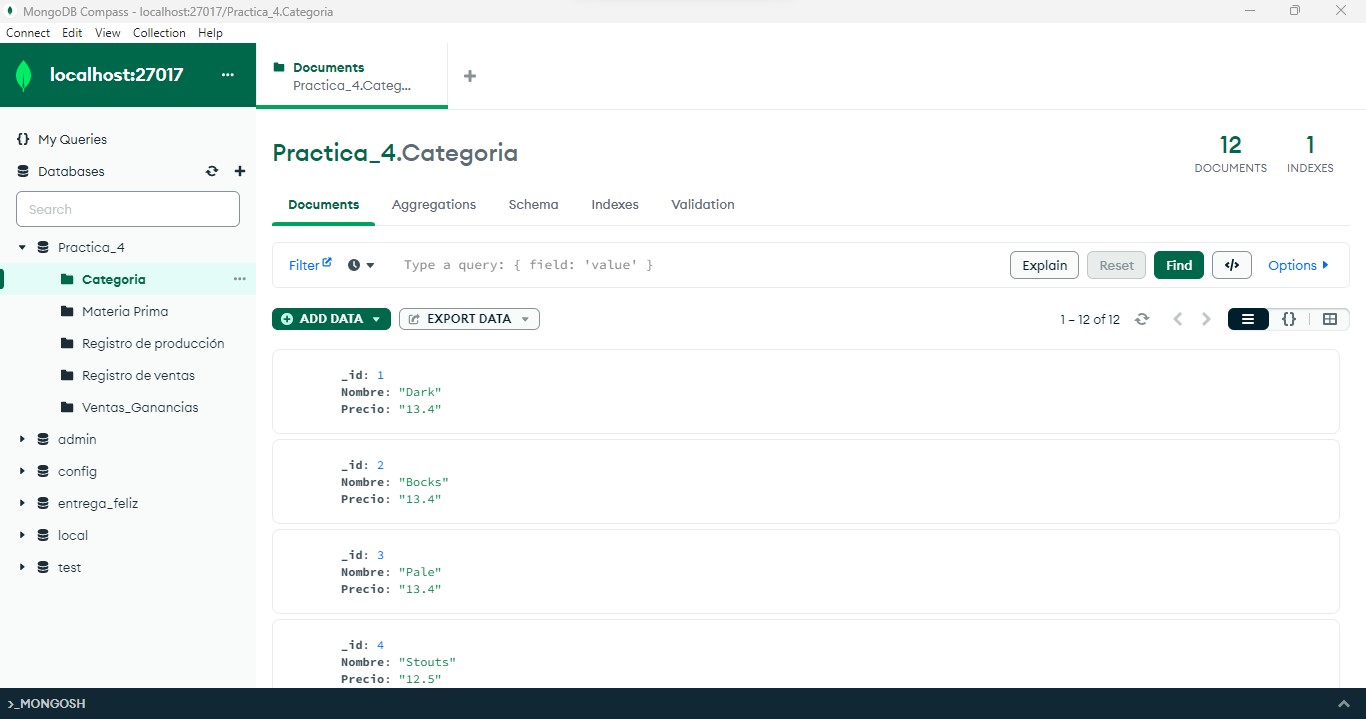 MongoDB Compass - localhost:27017/Practica_4.Categoria
Connect Edit View Collection Help
localhost:27017 ...
{} My Queries
Databases
Search
Practica_4
Categoria ...
Materia Prima
Registro de producción
Registro de ventas
Ventas_Ganancias
admin
config
entrega_feliz
local
test
Documents
Practica_4.Categ...
Practica_4.Categoria
12
DOCUMENTS
1
INDEXES
Documents Aggregations Schema Indexes Validation
Filter Type a query: { field: 'value' } Explain Reset Find </> Options
ADD DATA EXPORT DATA 1 – 12 of 12 {}
_id: 1
Nombre: "Dark"
Precio: "13.4"
_id: 2
Nombre: "Bocks"
Precio: "13.4"
_id: 3
Nombre: "Pale"
Precio: "13.4"
_id: 4
Nombre: "Stouts"
Precio: "12.5"
>_MONGOSH